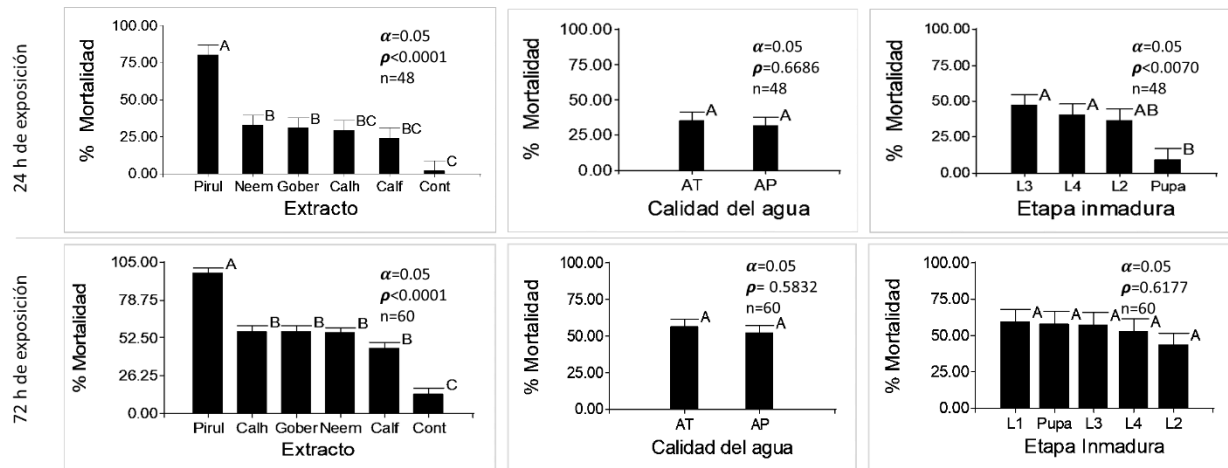 24 h de exposición
% Mortalidad
100.00
75.00
50.00
25.00
0.00
A
B
B
BC
BC
C
α=0.05
ρ<0.0001
n=48
Pirul Neem Gober Calh Calf Cont
Extracto
% Mortalidad
100.00
75.00
50.00
25.00
0.00
A
A
α=0.05
ρ=0.6686
n=48
AT AP
Calidad del agua
% Mortalidad
100.00
75.00
50.00
25.00
0.00
A
A
AB
B
α=0.05
ρ<0.0070
n=48
L3 L4 L2 Pupa
Etapa inmadura
72 h de exposición
% Mortalidad
105.00
78.75
52.50
26.25
0.00
A
B
B
B
B
C
α=0.05
ρ<0.0001
n=60
Pirul Calh Gober Neem Calf Cont
Extracto
% Mortalidad
100.00
75.00
50.00
25.00
0.00
A
A
α=0.05
ρ= 0.5832
n=60
AT AP
Calidad del agua
% Mortalidad
100.00
75.00
50.00
25.00
0.00
A
A
A
A
A
α=0.05
ρ=0.6177
n=60
L1 Pupa L3 L4 L2
Etapa Inmadura